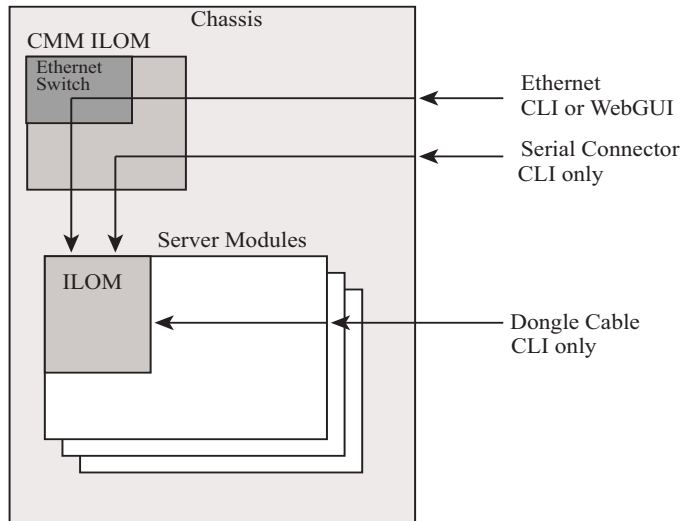 Chassis
CMM ILOM
Ethernet
Switch
Ethernet
CLI or WebGUI
Serial Connector
CLI only
Server Modules
ILOM
Dongle Cable
CLI only